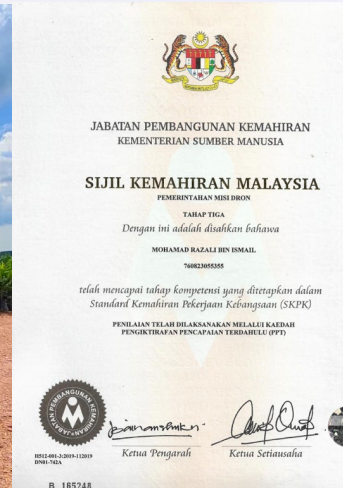 JABATAN PEMBANGUNAN KEMAHIRAN
KEMENTERIAN SUMBER MANUSIA
SIJIL KEMAHIRAN MALAYSIA
PEMERINTAHAN MISI DRON
TAHAP TIGA
Dengan ini adalah disahkan bahawa
MOHAMAD RAZALI BIN ISMAIL
760823055355
telah mencapai tahap kompetensi yang ditetapkan dalam
Standard Kemahiran Pekerjaan Kebangsaan (SKPK)
PENILAIAN TELAH DILAKSANAKAN MELALUI KAEDAH
PENGIKTIRAFAN PENCAPAIAN TERDAHULU (PPT)
JABATAN PEMBANGUNAN KEMAHIRAN
Ketua Pengarah
Ketua Setiausaha
H512-001-3:2019-112019
DN01-742A
B 165248